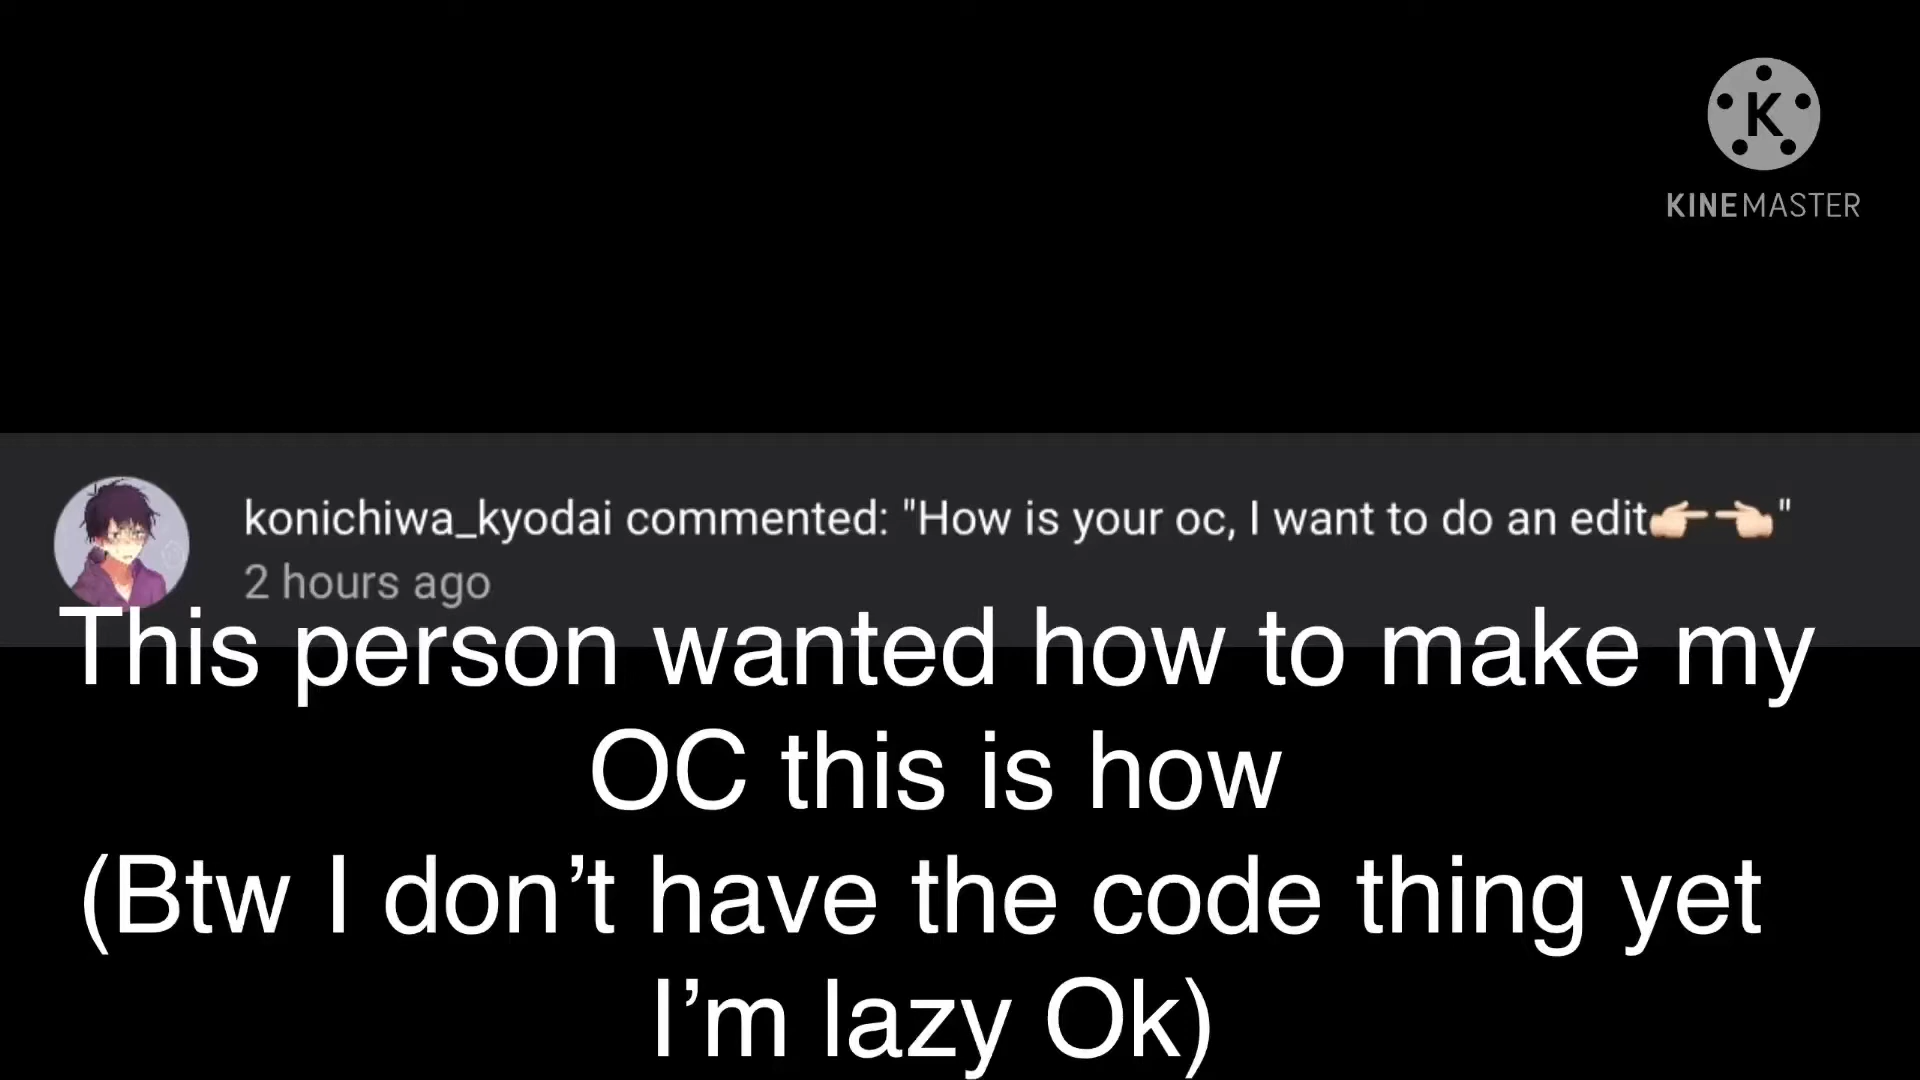 K
KINEMASTER
konichiwa_kyodai commented: "How is your oc, I want to do an edit👉🏻👈🏻"
2 hours ago
This person wanted how to make my
OC this is how
(Btw I don’t have the code thing yet
I’m lazy Ok)